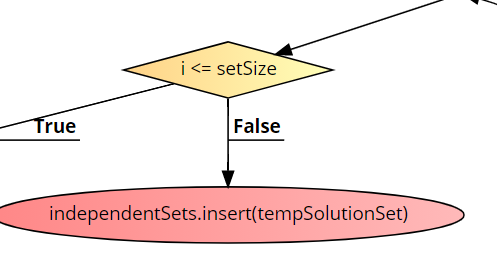 i <= setSize
True
False
independentSets.insert(tempSolutionSet)